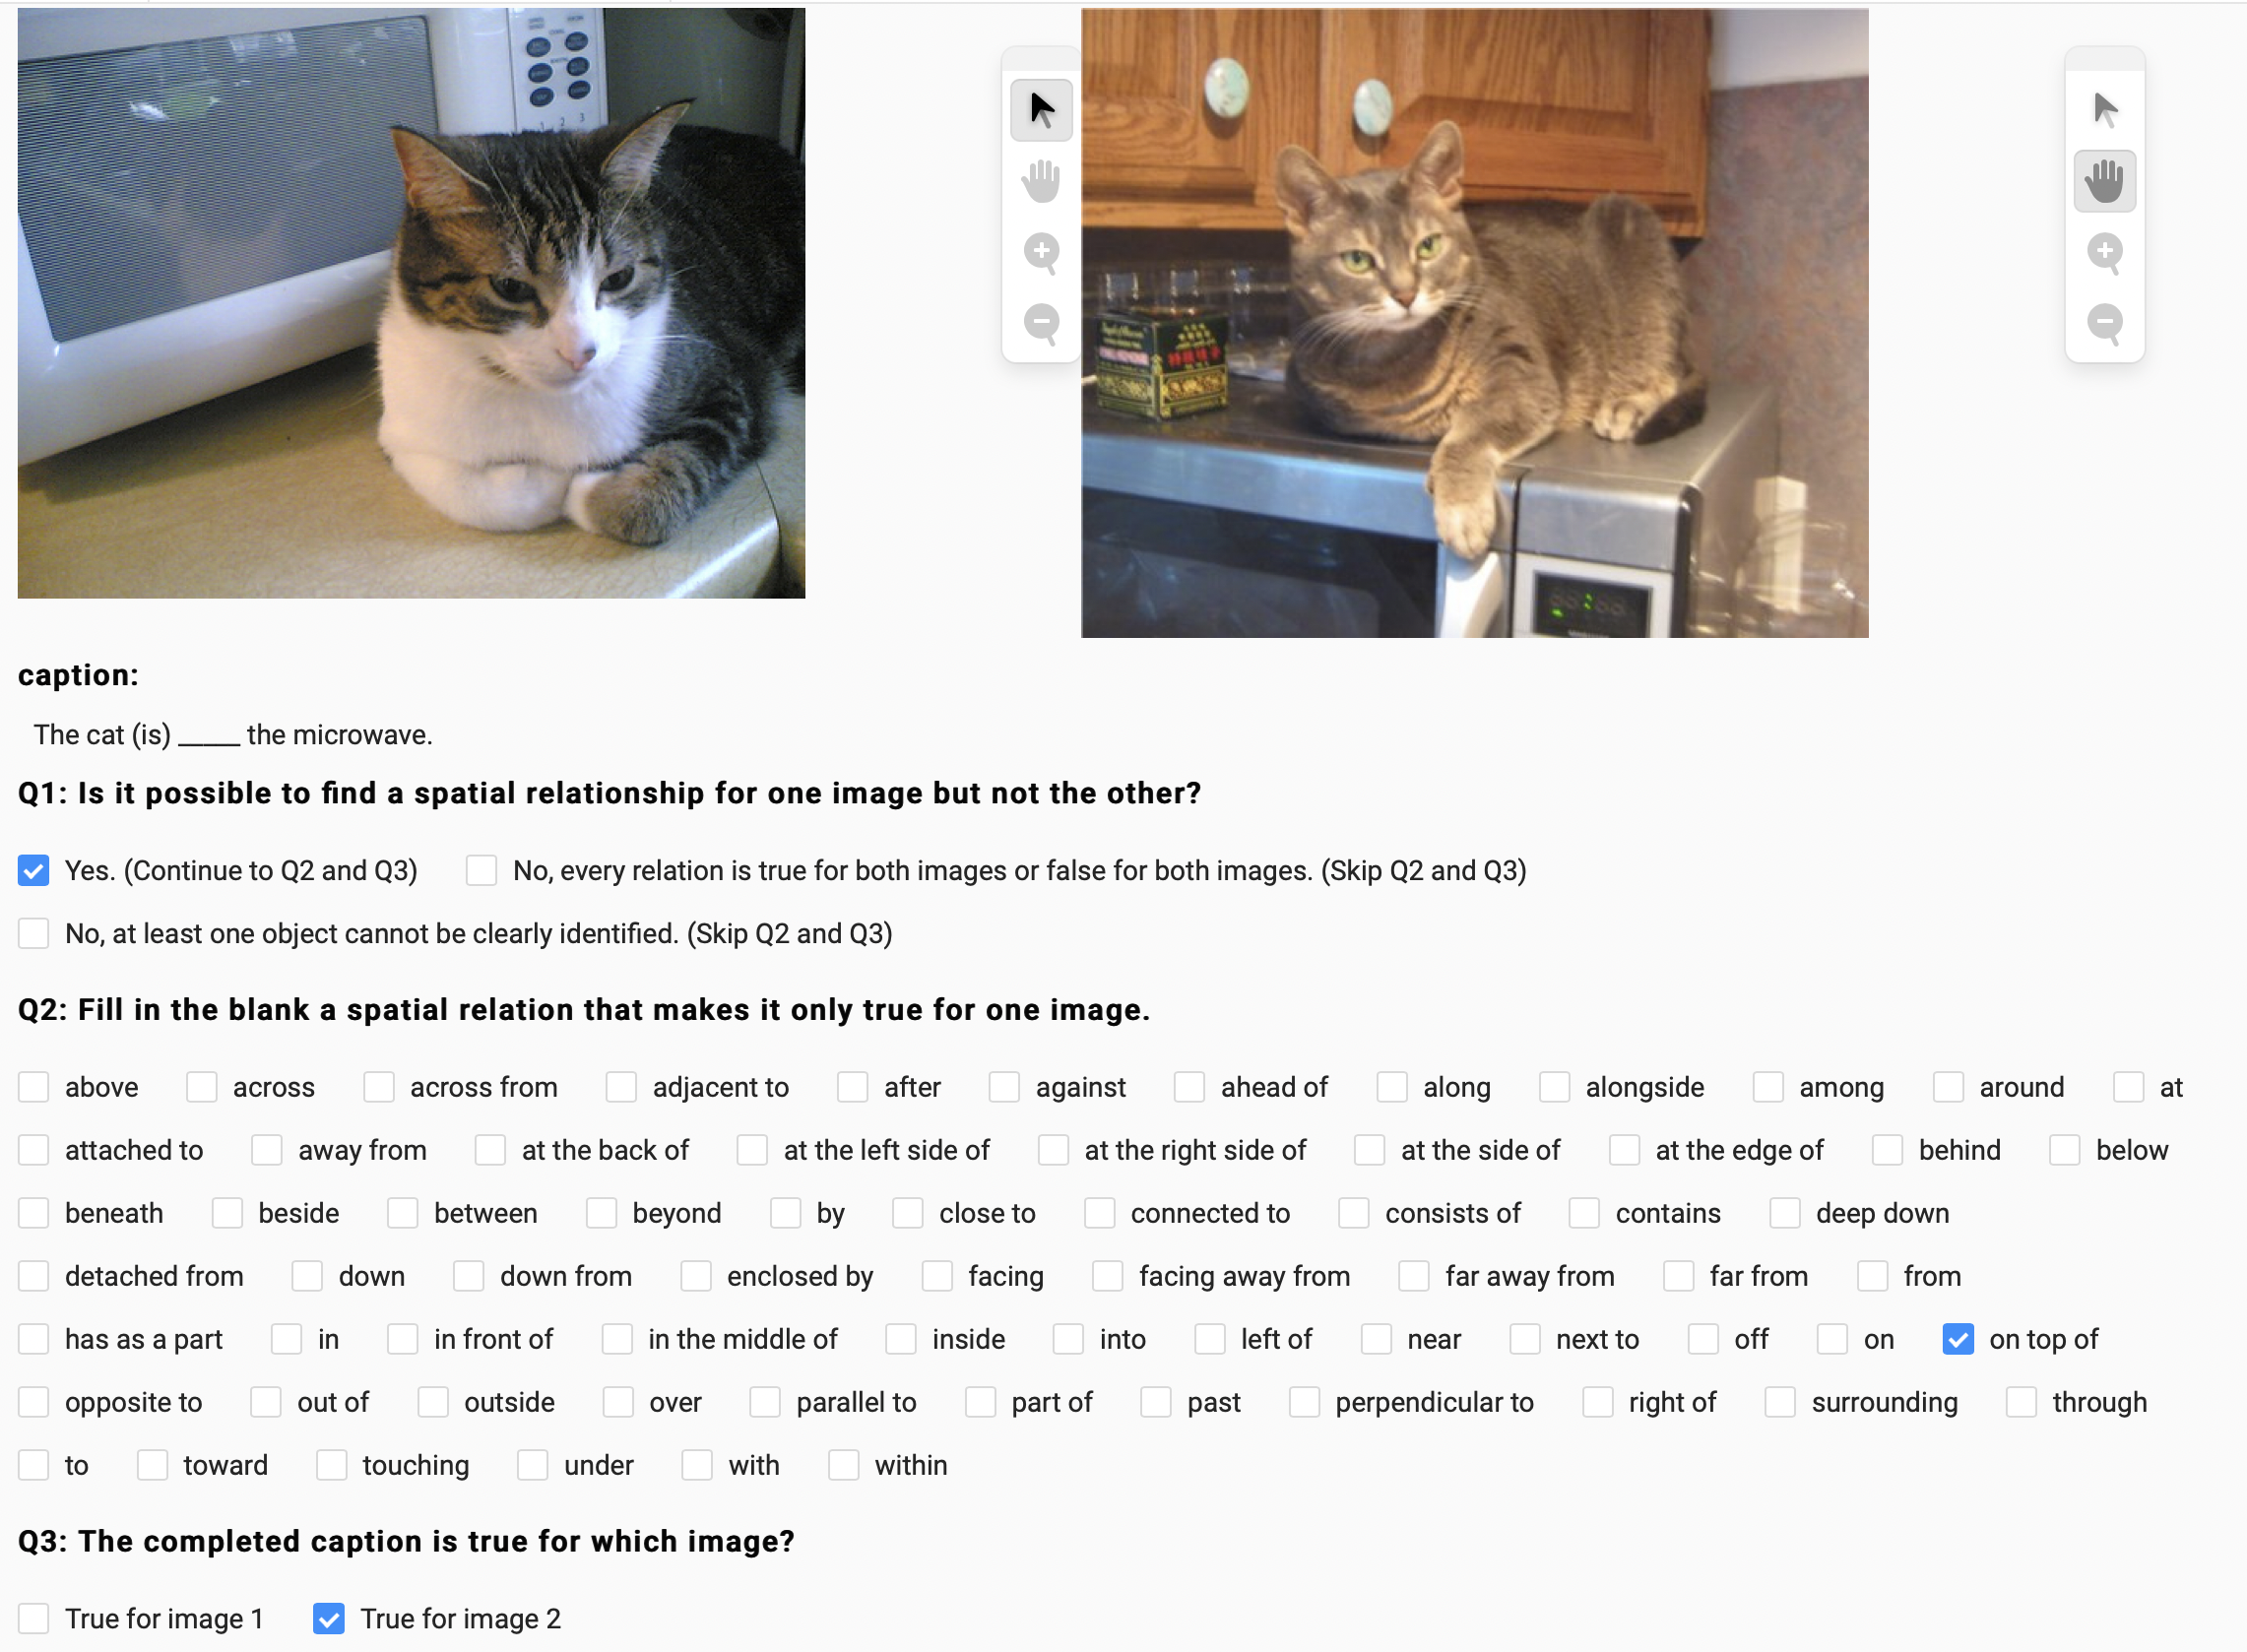 1 2 3
caption:
The cat (is) _____ the microwave.
Q1: Is it possible to find a spatial relationship for one image but not the other?
Yes. (Continue to Q2 and Q3) No, every relation is true for both images or false for both images. (Skip Q2 and Q3)
No, at least one object cannot be clearly identified. (Skip Q2 and Q3)
Q2: Fill in the blank a spatial relation that makes it only true for one image.
above across across from adjacent to after against ahead of along alongside among around at
attached to away from at the back of at the left side of at the right side of at the side of at the edge of behind below
beneath beside between beyond by close to connected to consists of contains deep down
detached from down down from enclosed by facing facing away from far away from far from from
has as a part in in front of in the middle of inside into left of near next to off on on top of
opposite to out of outside over parallel to part of past perpendicular to right of surrounding through
to toward touching under with within
Q3: The completed caption is true for which image?
True for image 1 True for image 2